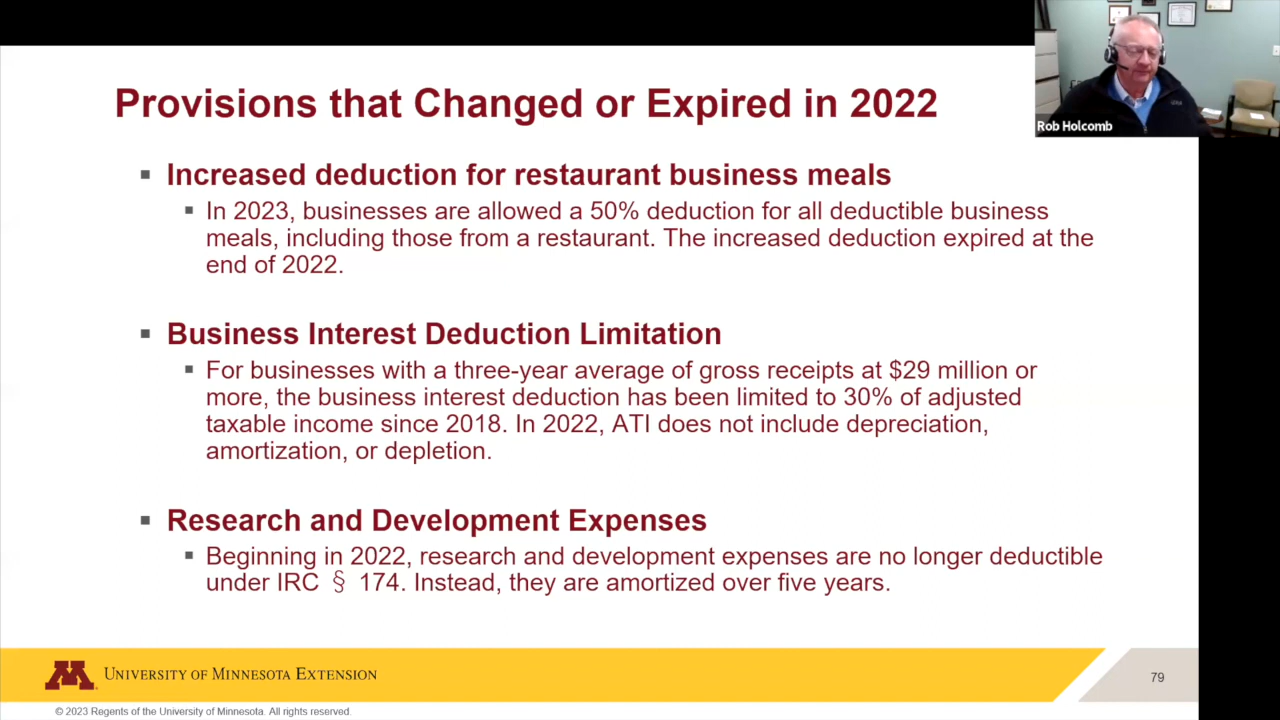 Provisions that Changed or Expired in 2022
Rob Holcomb
▪ Increased deduction for restaurant business meals
▪ In 2023, businesses are allowed a 50% deduction for all deductible business
meals, including those from a restaurant. The increased deduction expired at the
end of 2022.
▪ Business Interest Deduction Limitation
▪ For businesses with a three-year average of gross receipts at $29 million or
more, the business interest deduction has been limited to 30% of adjusted
taxable income since 2018. In 2022, ATI does not include depreciation,
amortization, or depletion.
▪ Research and Development Expenses
▪ Beginning in 2022, research and development expenses are no longer deductible
under IRC § 174. Instead, they are amortized over five years.
M University of Minnesota Extension
79
© 2023 Regents of the University of Minnesota. All rights reserved.